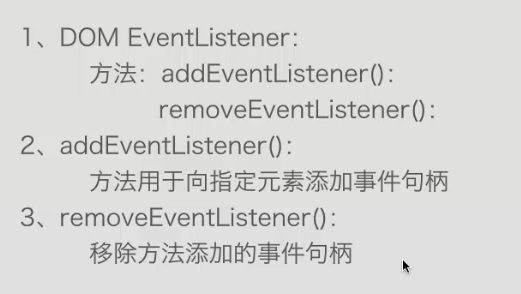 1、DOM EventListener：
方法：addEventListener()：
removeEventListener()：
2、addEventListener()：
方法用于向指定元素添加事件句柄
3、removeEventListener()：
移除方法添加的事件句柄